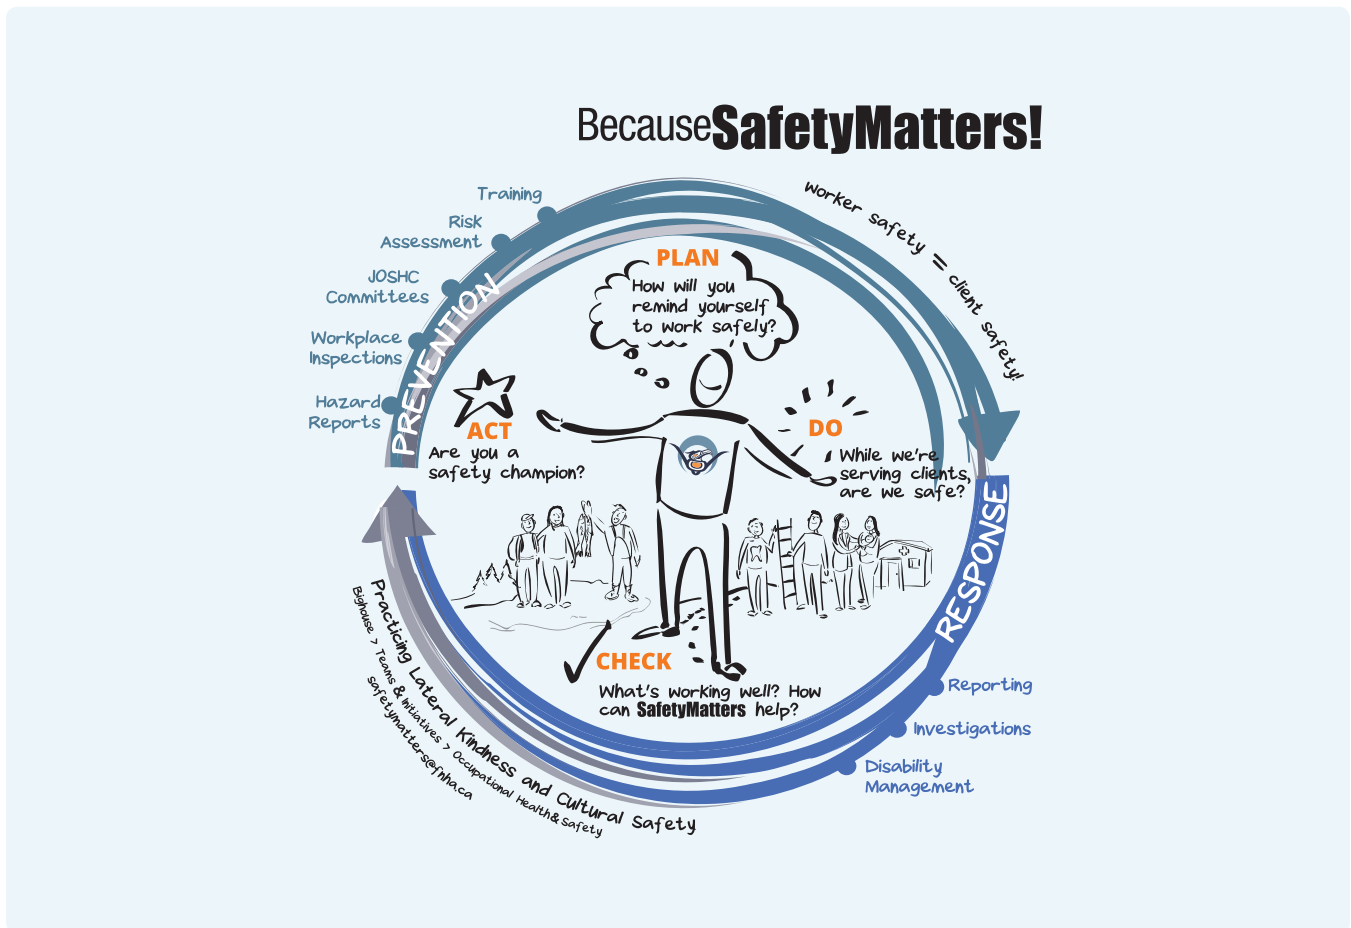 BecauseSafetyMatters!
Worker safety = client safety!
Training
Risk
Assessment
JOSHC
Committees
Workplace
Inspections
Hazard
Reports
PREVENTION
PLAN
How will you
remind yourself
to work safely?
ACT
Are you a
safety champion?
DO
While we're
serving clients,
are we safe?
CHECK
What's working well? How
can SafetyMatters help?
RESPONSE
Reporting
Investigations
Disability
Management
Practicing Lateral Kindness and Cultural Safety
Bighouse > Teams & Initiatives > Occupational Health & Safety
safetymatters@fnha.ca